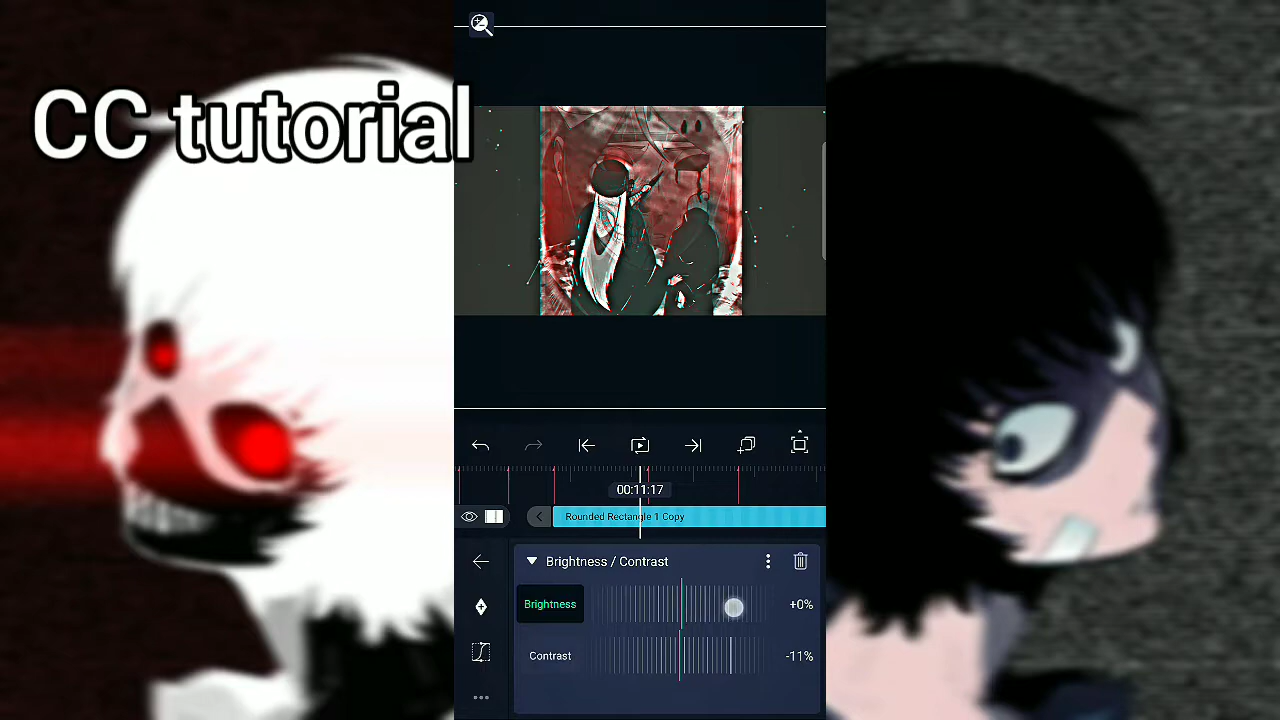 CC tutorial
00:11:17
Rounded Rectangle 1 Copy
Brightness / Contrast
Brightness +0%
Contrast -11%